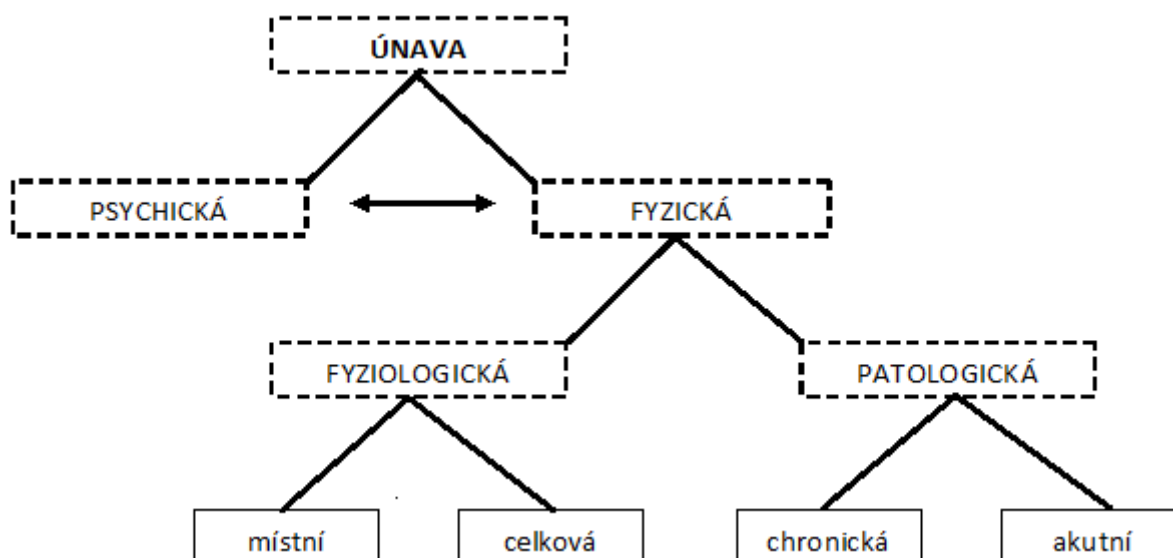 ÚNAVA
PSYCHICKÁ
FYZICKÁ
FYZIOLOGICKÁ
PATOLOGICKÁ
místní
celková
chronická
akutní